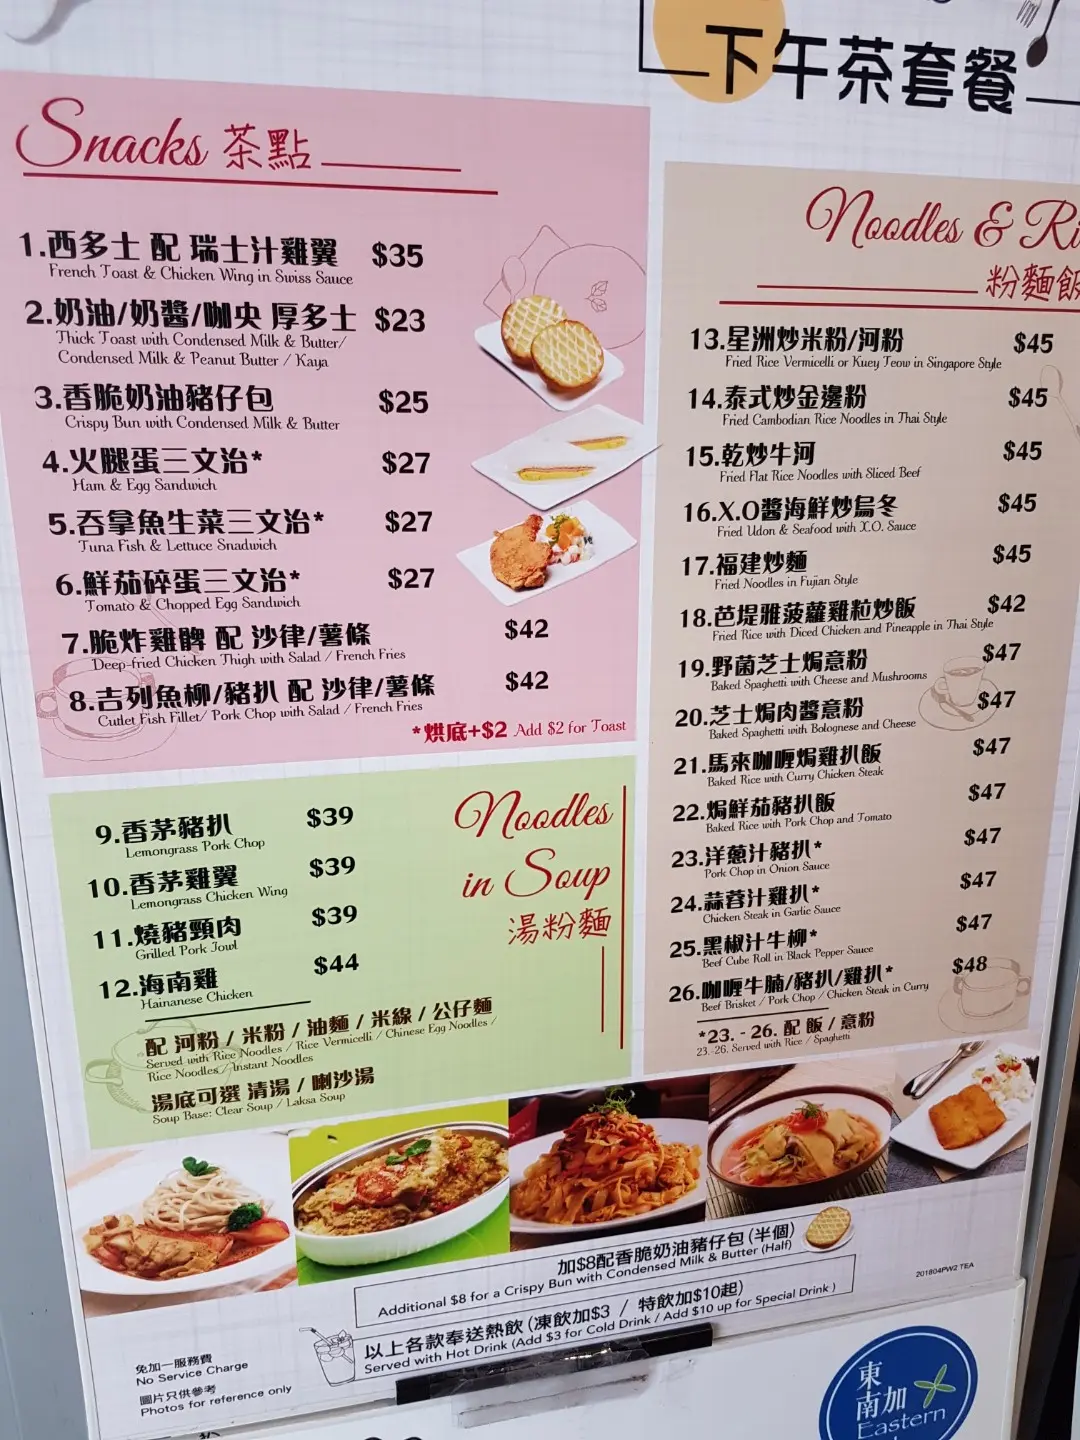 下午茶套餐
Snacks 茶點
1.西多士 配 瑞士汁雞翼 $35
French Toast & Chicken Wing in Swiss Sauce
2.奶油/奶醬/咖央 厚多士 $23
Thick Toast with Condensed Milk & Butter/
Condensed Milk & Peanut Butter / Kaya
3.香脆奶油豬仔包 $25
Crispy Bun with Condensed Milk & Butter
4.火腿蛋三文治* $27
Ham & Egg Sandwich
5.吞拿魚生菜三文治* $27
Tuna Fish & Lettuce Snadwich
6.鮮茄碎蛋三文治* $27
Tomato & Chopped Egg Sandwich
7.脆炸雞髀 配 沙律/薯條 $42
Deep-fried Chicken Thigh with Salad / French Fries
8.吉列魚柳/豬扒 配 沙律/薯條 $42
Cutlet Fish Fillet/ Pork Chop with Salad / French Fries
*烘底+$2 Add $2 for Toast
Noodles
in Soup
湯粉麵
9.香茅豬扒 $39
Lemongrass Pork Chop
10.香茅雞翼 $39
Lemongrass Chicken Wing
11.燒豬頸肉 $39
Grilled Pork Jowl
12.海南雞 $44
Hainanese Chicken
配 河粉 / 米粉 / 油麵 / 米線 / 公仔麵
Served with Rice Noodles / Rice Vermicelli / Chinese Egg Noodles /
Rice Noodles / Instant Noodles
湯底可選 清湯 / 喇沙湯
Soup Base: Clear Soup / Laksa Soup
Noodles & Ri
粉麵飯
13.星洲炒米粉/河粉 $45
Fried Rice Vermicelli or Kuey Teow in Singapore Style
14.泰式炒金邊粉 $45
Fried Cambodian Rice Noodles in Thai Style
15.乾炒牛河 $45
Fried Flat Rice Noodles with Sliced Beef
16.X.O醬海鮮炒烏冬 $45
Fried Udon & Seafood with X.O. Sauce
17.福建炒麵 $45
Fried Noodles in Fujian Style
18.芭堤雅菠蘿雞粒炒飯 $42
Fried Rice with Diced Chicken and Pineapple in Thai Style
19.野菌芝士焗意粉 $47
Baked Spaghetti with Cheese and Mushrooms
20.芝士焗肉醬意粉 $47
Baked Spaghetti with Bolognese and Cheese
21.馬來咖喱焗雞扒飯 $47
Baked Rice with Curry Chicken Steak
22.焗鮮茄豬扒飯 $47
Baked Rice with Pork Chop and Tomato
23.洋蔥汁豬扒* $47
Pork Chop in Onion Sauce
24.蒜蓉汁雞扒* $47
Chicken Steak in Garlic Sauce
25.黑椒汁牛柳* $47
Beef Cube Roll in Black Pepper Sauce
26.咖喱牛腩/豬扒/雞扒* $48
Beef Brisket / Pork Chop / Chicken Steak in Curry
*23. - 26. 配 飯 / 意粉
23.-26. Served with Rice / Spaghetti
加$8配香脆奶油豬仔包(半個)
Additional $8 for a Crispy Bun with Condensed Milk & Butter (Half)
201804PW2 TEA
以上各款奉送熱飲(凍飲加$3 / 特飲加$10起)
Served with Hot Drink (Add $3 for Cold Drink / Add $10 up for Special Drink )
免加一服務費
No Service Charge
圖片只供參考
Photos for reference only
東
南加
Eastern